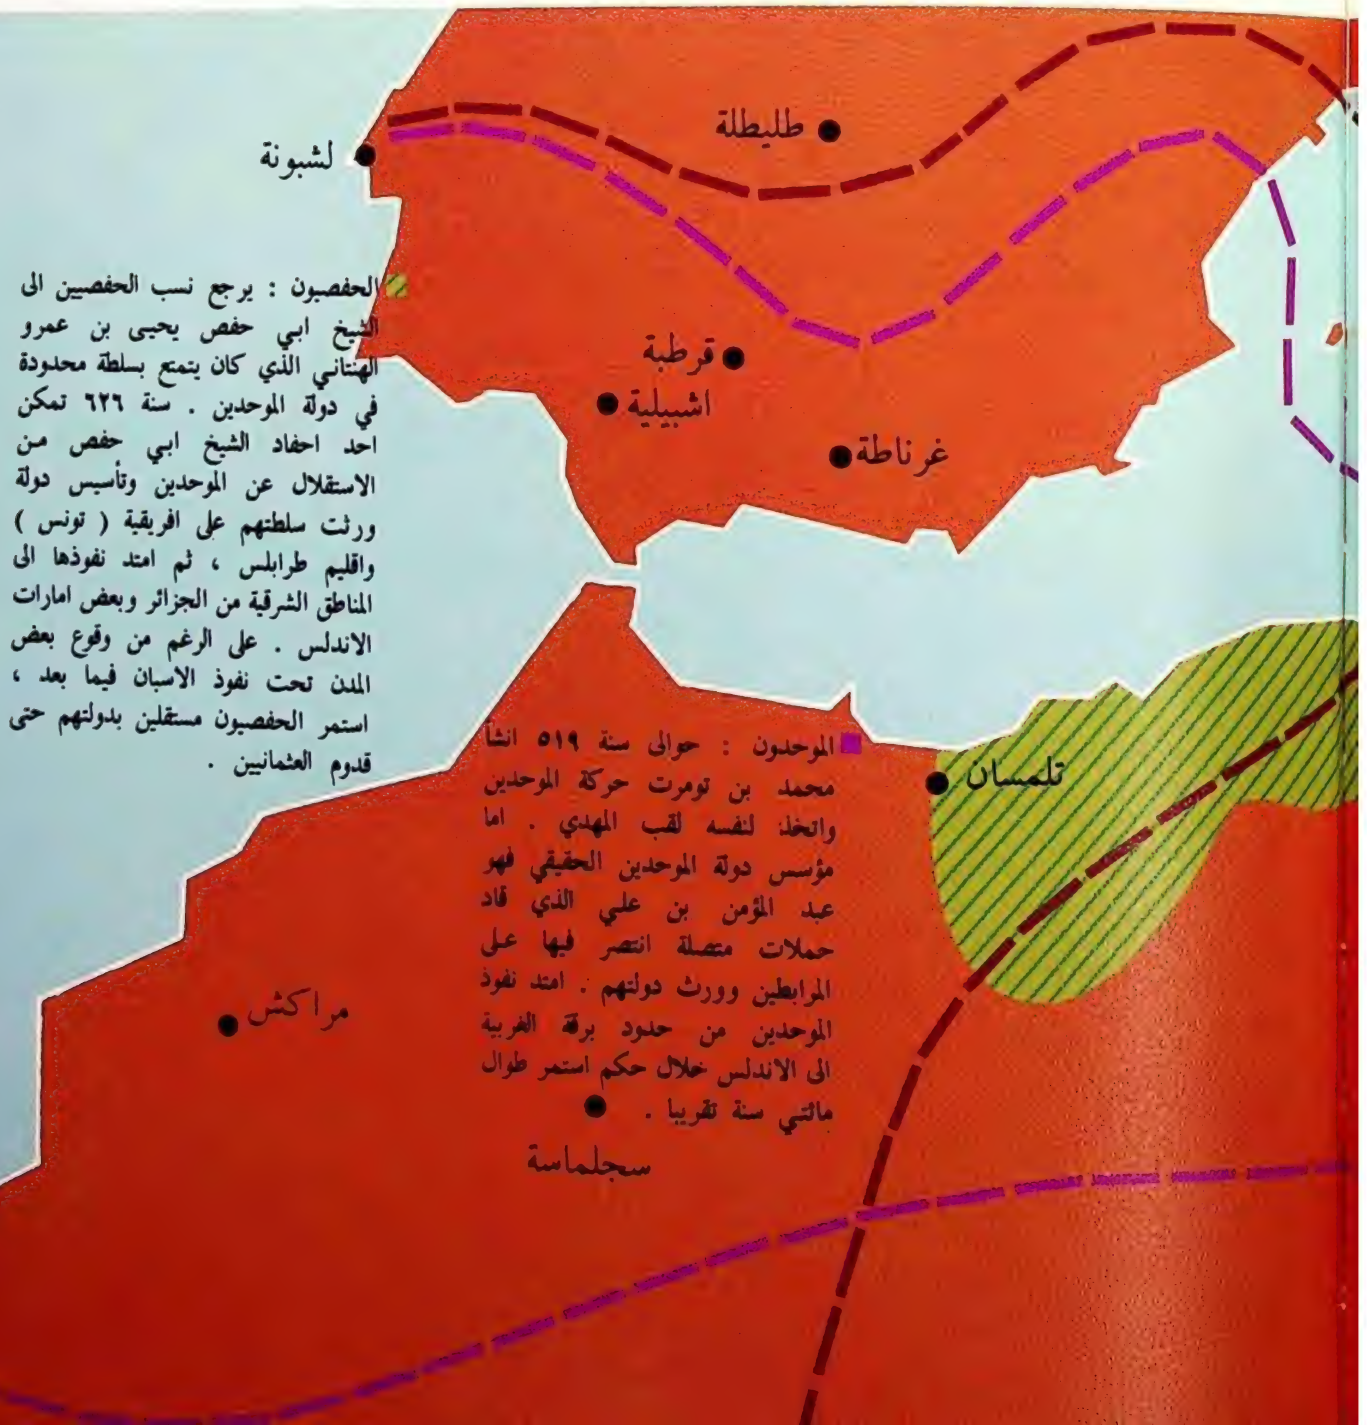 طليطلة
لشبونة
الحفصيون : يرجع نسب الحفصيين الى
الشيخ ابي حفص يحيى بن عمرو
الهنتاني الذي كان يتمتع بسلطة محدودة
في دولة الموحدين . سنة ٦٢٦ تمكن
احد احفاد الشيخ ابي حفص من
الاستقلال عن الموحدين وتأسيس دولة
ورثت سلطتهم على افريقية ( تونس )
واقليم طرابلس ، ثم امتد نفوذها الى
المناطق الشرقية من الجزائر وبعض امارات
الاندلس . على الرغم من وقوع بعض
المدن تحت نفوذ الاسبان فيما بعد ،
استمر الحفصيون مستقلين بدولتهم حتى
قدوم العثمانيين .
قرطبة
اشبيلية
غرناطة
الموحدون : حوالى سنة ٥١٩ انشأ
محمد بن تومرت حركة الموحدين
واتخذ لنفسه لقب المهدي . اما
مؤسس دولة الموحدين الحقيقي فهو
عبد المؤمن بن علي الذي قاد
حملات متصلة انتصر فيها على
المرابطين وورث دولتهم . امتد نفوذ
الموحدين من حدود برقة الغربية
الى الاندلس خلال حكم استمر طوال
مائتي سنة تقريبا .
تلمسان
مراكش
سجلماسة